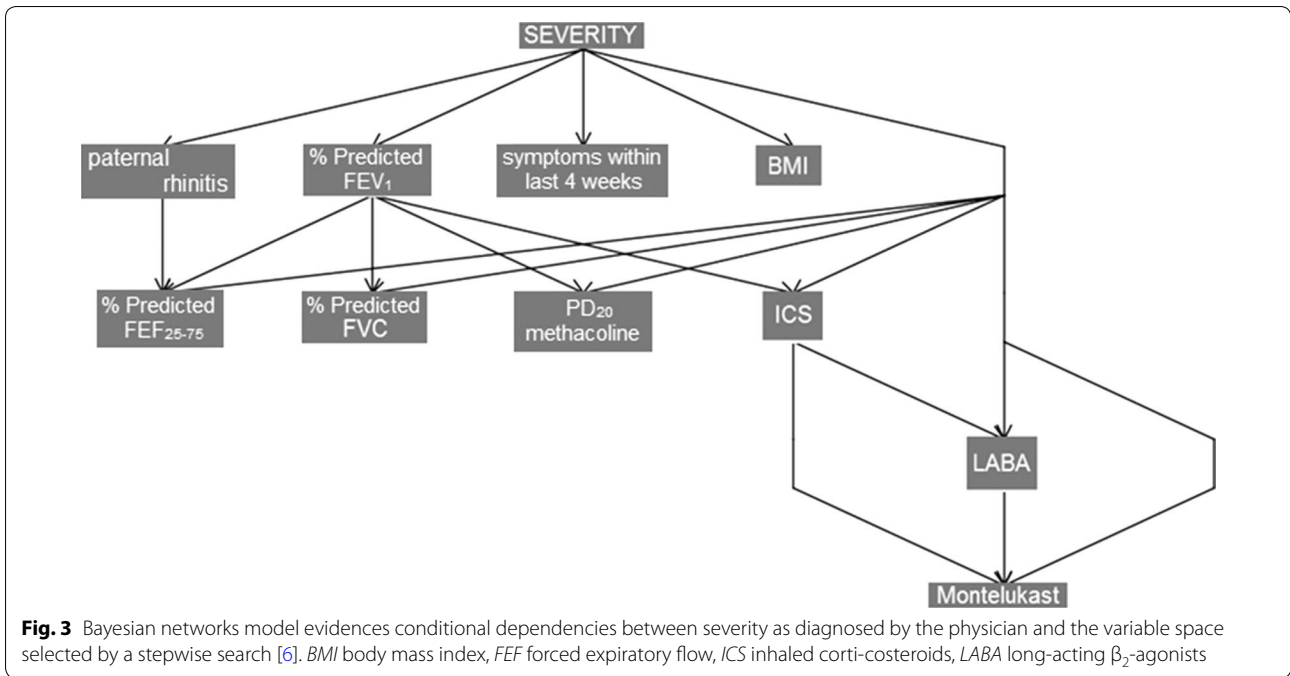 SEVERITY
paternal
rhinitis
% Predicted
FEV₁
symptoms within
last 4 weeks
BMI
% Predicted
FEF₂₅₋₇₅
% Predicted
FVC
PD₂₀
methacoline
ICS
LABA
Montelukast
Fig. 3 Bayesian networks model evidences conditional dependencies between severity as diagnosed by the physician and the variable space
selected by a stepwise search [6]. BMI body mass index, FEF forced expiratory flow, ICS inhaled corti-costeroids, LABA long-acting β₂-agonists